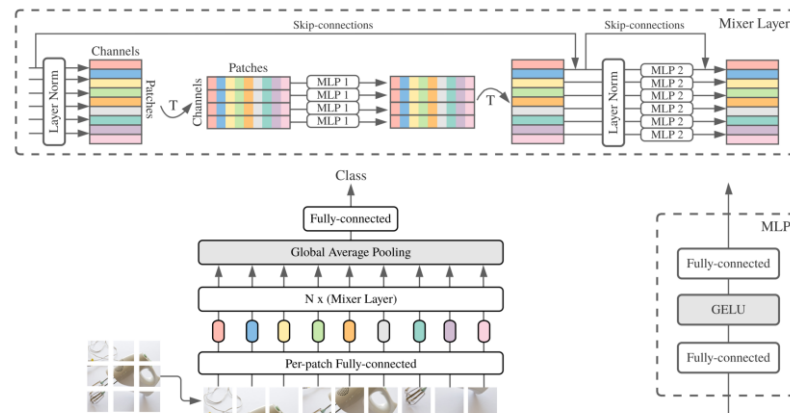 Skip-connections
Skip-connections
Mixer Layer
Channels
Layer Norm
Patches
T
Patches
Channels
MLP 1
MLP 1
MLP 1
MLP 1
T
Layer Norm
MLP 2
MLP 2
MLP 2
MLP 2
MLP 2
MLP 2
Class
Fully-connected
Global Average Pooling
N x (Mixer Layer)
Per-patch Fully-connected
MLP
Fully-connected
GELU
Fully-connected